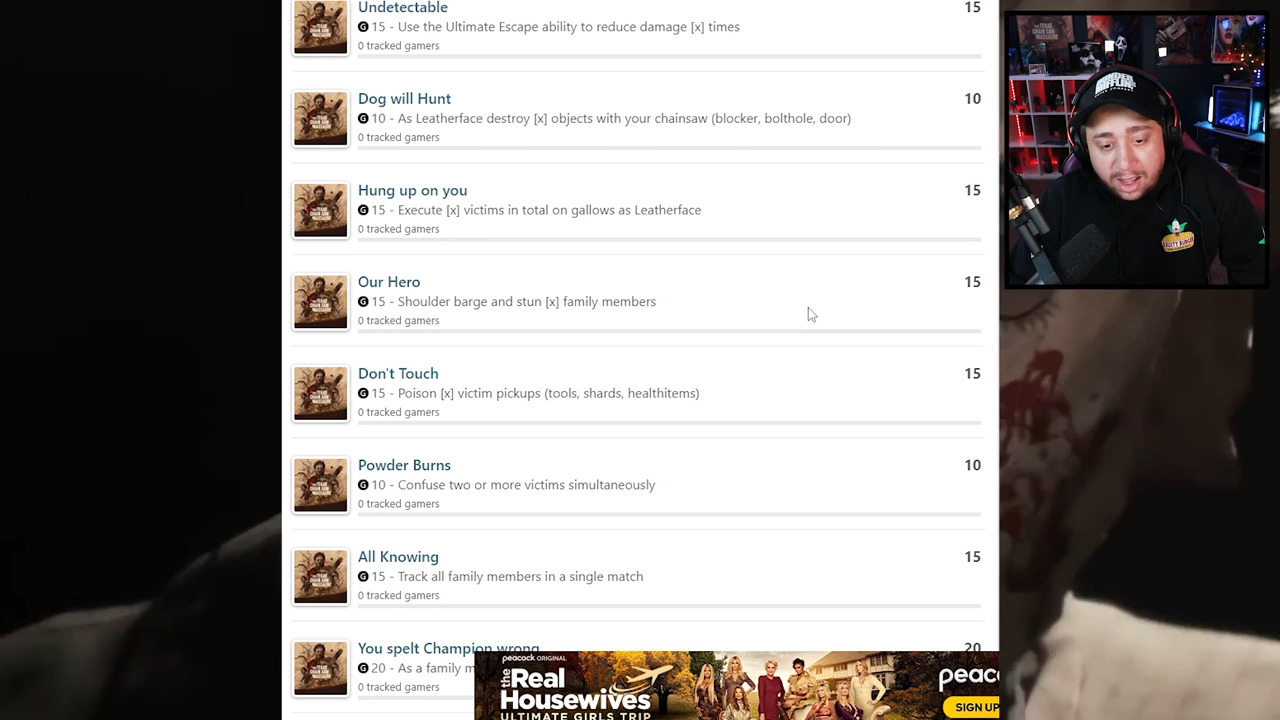 Undetectable 15
G 15 - Use the Ultimate Escape ability to reduce damage [x] times
0 tracked gamers
Dog will Hunt 10
G 10 - As Leatherface destroy [x] objects with your chainsaw (blocker, bolthole, door)
0 tracked gamers
Hung up on you 15
G 15 - Execute [x] victims in total on gallows as Leatherface
0 tracked gamers
Our Hero 15
G 15 - Shoulder barge and stun [x] family members
0 tracked gamers
Don't Touch 15
G 15 - Poison [x] victim pickups (tools, shards, healthitems)
0 tracked gamers
Powder Burns 10
G 10 - Confuse two or more victims simultaneously
0 tracked gamers
All Knowing 15
G 15 - Track all family members in a single match
0 tracked gamers
You spelt Champion wrong 20
G 20 - As a family m
0 tracked gamers
peacock ORIGINAL
the Real
Housewives
ULTIMATE GIRLS TRIP
peac
SIGN UP